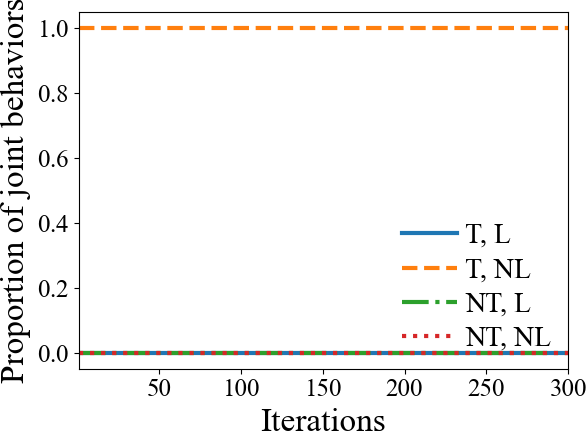 Proportion of joint behaviors
1.0
0.8
0.6
0.4
0.2
0.0
T, L
T, NL
NT, L
NT, NL
50 100 150 200 250 300
Iterations